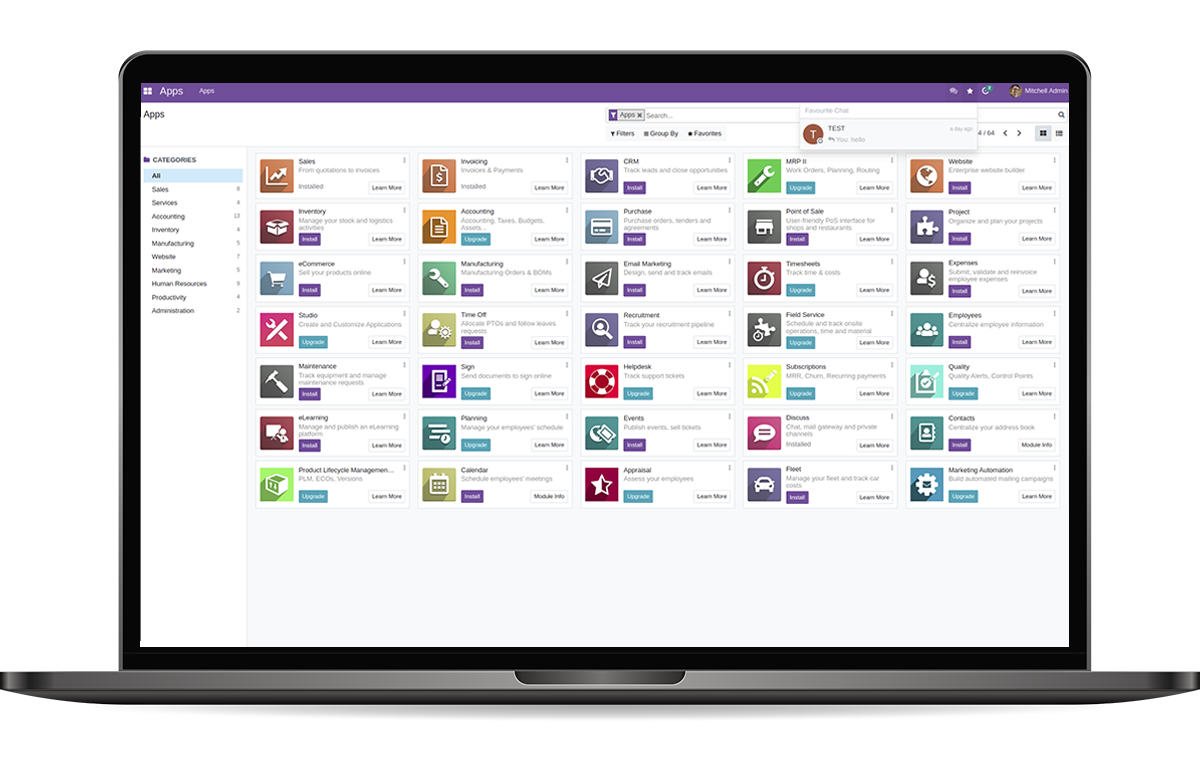 Apps Apps Mitchell Admin
Apps
Apps × Search...
Filters Group By Favorites
Favourite Chat
T TEST a day ago
You: hello
/ 64
CATEGORIES
All
Sales 8
Services 4
Accounting 13
Inventory 4
Manufacturing 5
Website 7
Marketing 5
Human Resources 9
Productivity 4
Administration 2
Sales
From quotations to invoices
Installed Learn More
Invoicing
Invoices & Payments
Installed Learn More
CRM
Track leads and close opportunities
Install Learn More
MRP II
Work Orders, Planning, Routing
Upgrade Learn More
Website
Enterprise website builder
Install Learn More
Inventory
Manage your stock and logistics
activities
Install Learn More
Accounting
Accounting, Taxes, Budgets,
Assets...
Upgrade Learn More
Purchase
Purchase orders, tenders and
agreements
Install Learn More
Point of Sale
User-friendly PoS interface for
shops and restaurants
Install Learn More
Project
Organize and plan your projects
Install Learn More
eCommerce
Sell your products online
Install Learn More
Manufacturing
Manufacturing Orders & BOMs
Install Learn More
Email Marketing
Design, send and track emails
Install Learn More
Timesheets
Track time & costs
Upgrade Learn More
Expenses
Submit, validate and reinvoice
employee expenses
Install Learn More
Studio
Create and Customize Applications
Upgrade Learn More
Time Off
Allocate PTOs and follow leaves
requests
Install Learn More
Recruitment
Track your recruitment pipeline
Install Learn More
Field Service
Schedule and track onsite
operations, time and material
Upgrade Learn More
Employees
Centralize employee information
Install Learn More
Maintenance
Track equipment and manage
maintenance requests
Install Learn More
Sign
Send documents to sign online
Upgrade Learn More
Helpdesk
Track support tickets
Upgrade Learn More
Subscriptions
MRR, Churn, Recurring payments
Upgrade Learn More
Quality
Quality Alerts, Control Points
Upgrade Learn More
eLearning
Manage and publish an eLearning
platform
Install Learn More
Planning
Manage your employees' schedule
Upgrade Learn More
Events
Publish events, sell tickets
Install Learn More
Discuss
Chat, mail gateway and private
channels
Installed Learn More
Contacts
Centralize your address book
Install Module Info
Product Lifecycle Managemen...
PLM, ECOs, Versions
Upgrade Learn More
Calendar
Schedule employees' meetings
Install Module Info
Appraisal
Assess your employees
Upgrade Learn More
Fleet
Manage your fleet and track car
costs
Install Learn More
Marketing Automation
Build automated mailing campaigns
Upgrade Learn More